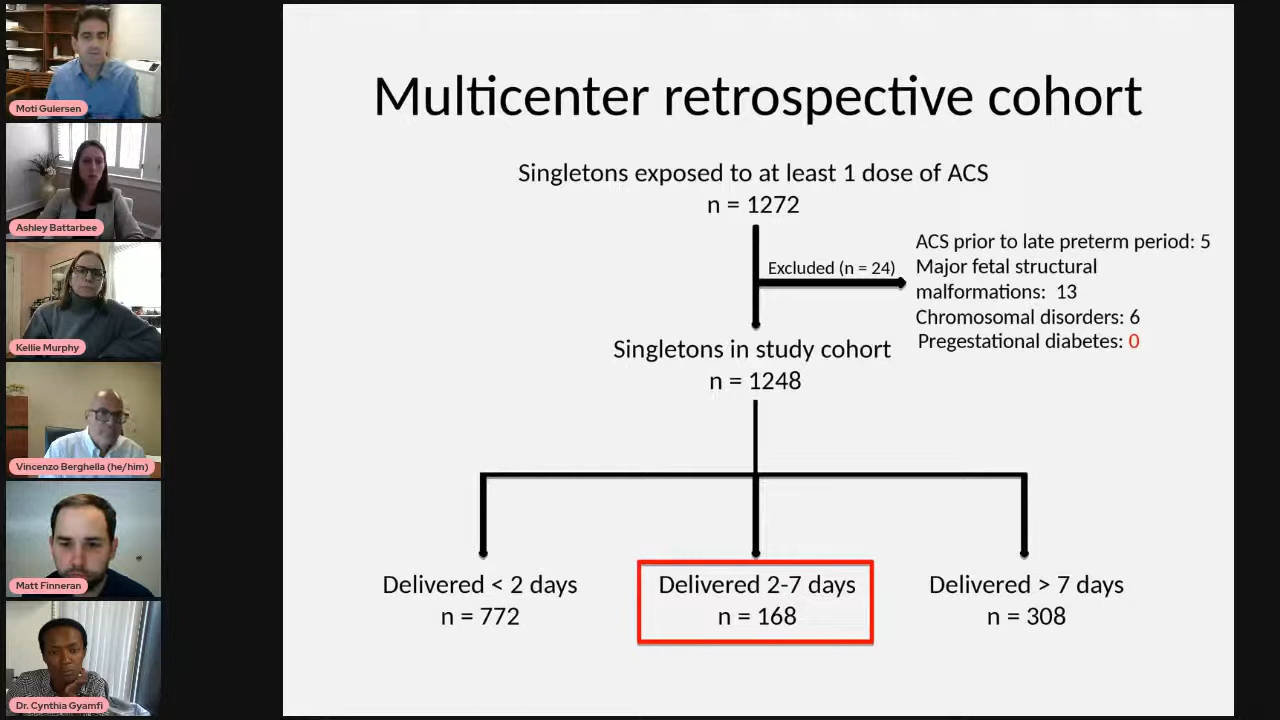 Moti Gulersen
Ashley Battarbee
Kellie Murphy
Vincenzo Berghella (he/him)
Matt Finneran
Dr. Cynthia Gyamfi
Multicenter retrospective cohort
Singletons exposed to at least 1 dose of ACS
n = 1272
Excluded (n = 24)
ACS prior to late preterm period: 5
Major fetal structural
malformations: 13
Chromosomal disorders: 6
Pregestational diabetes: 0
Singletons in study cohort
n = 1248
Delivered < 2 days
n = 772
Delivered 2-7 days
n = 168
Delivered > 7 days
n = 308